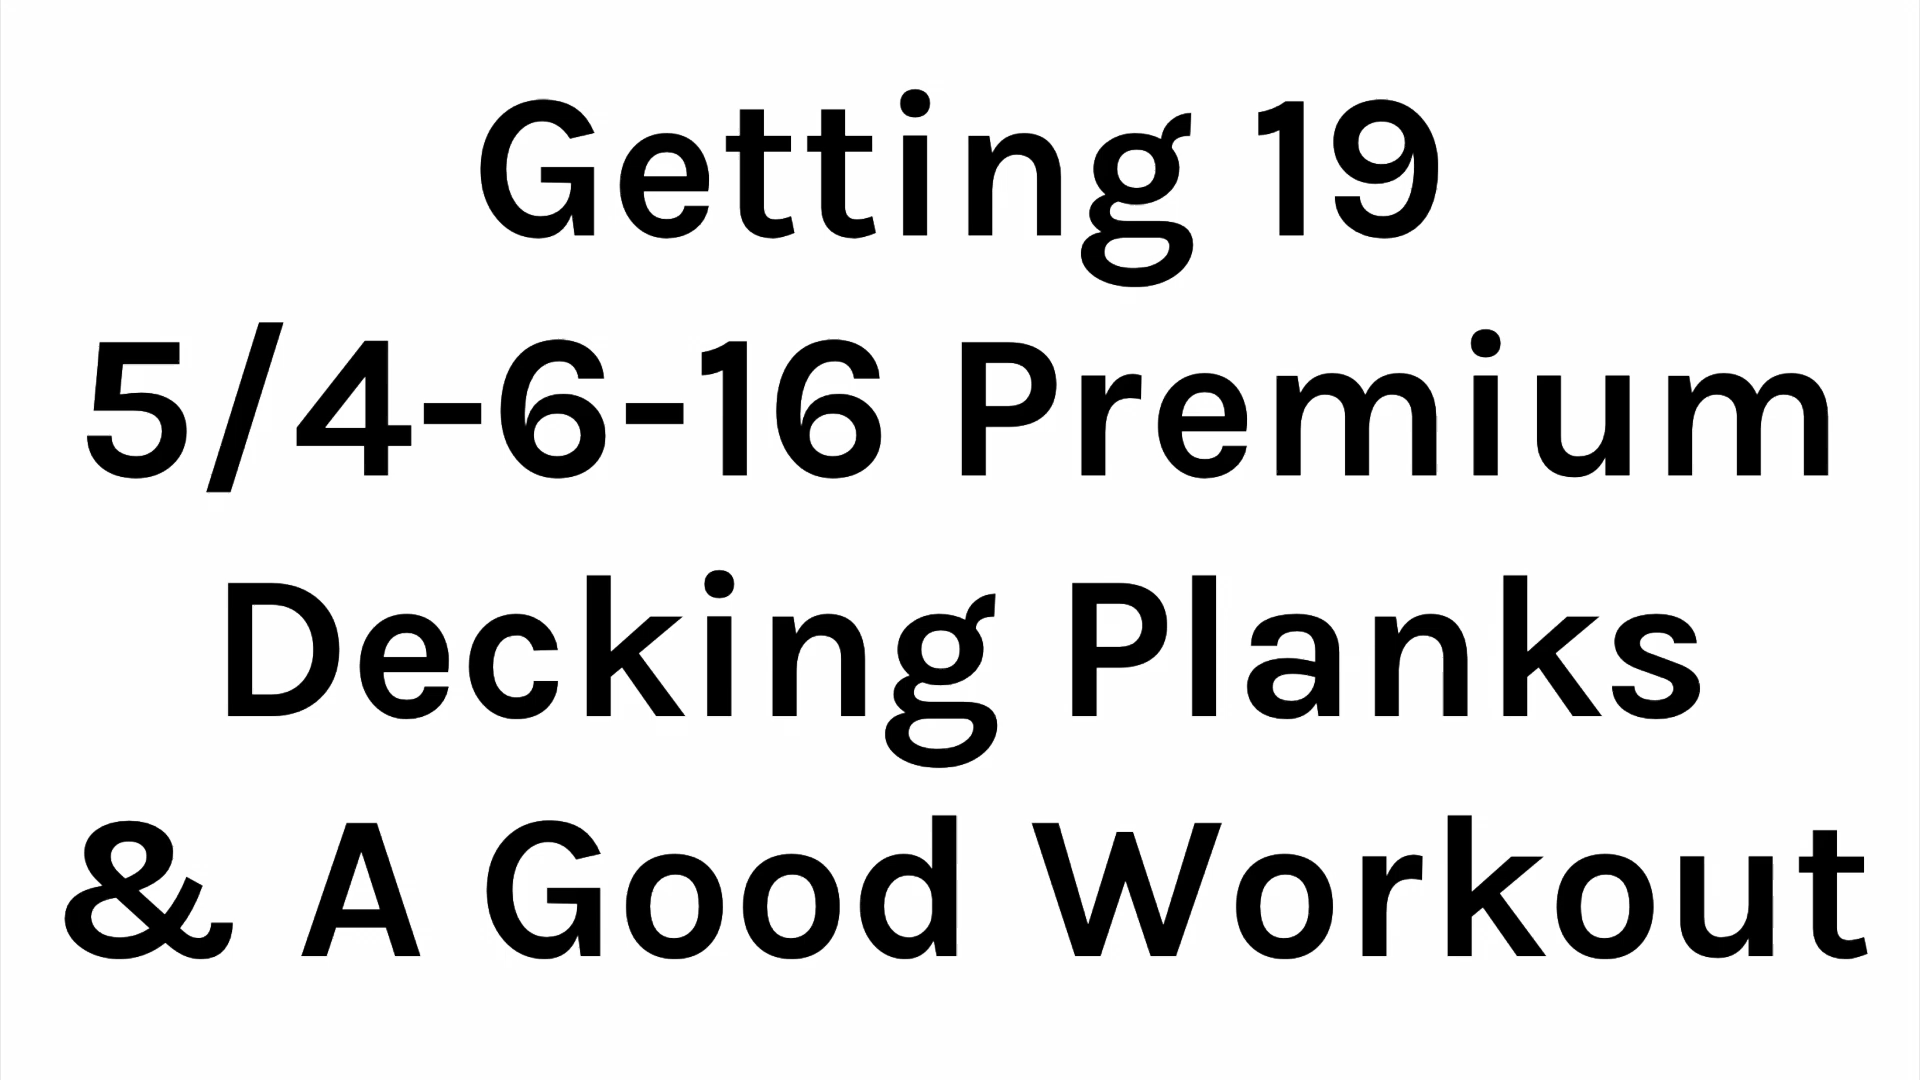 Getting 19
5/4-6-16 Premium
Decking Planks
& A Good Workout